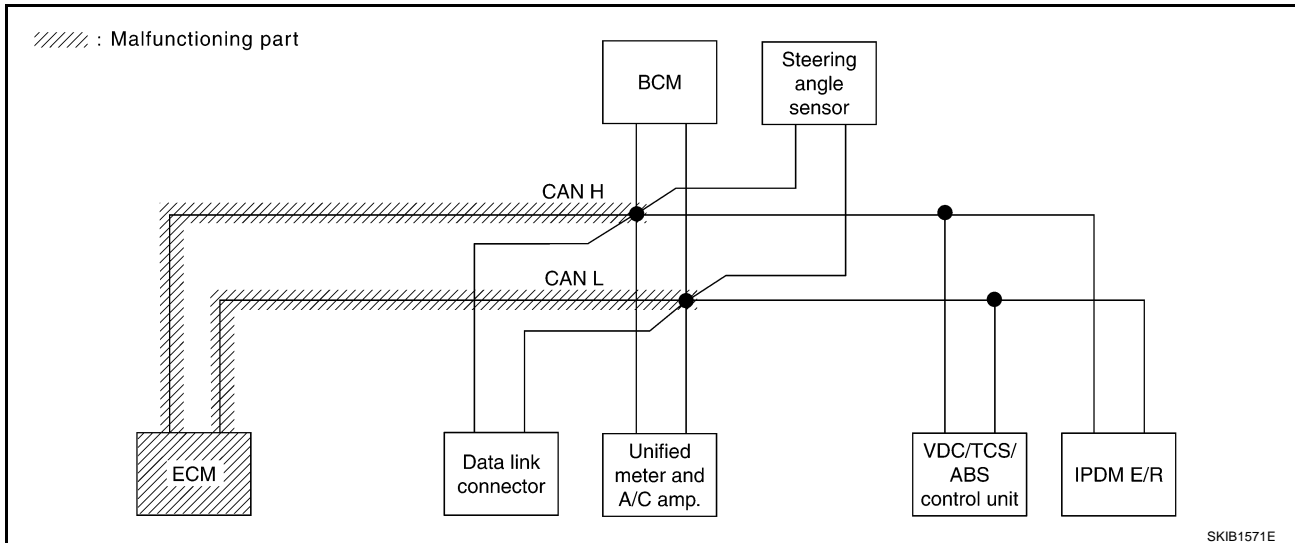 : Malfunctioning part
BCM
Steering
angle
sensor
CAN H
CAN L
ECM
Data link
connector
Unified
meter and
A/C amp.
VDC/TCS/
ABS
control unit
IPDM E/R
SKIB1571E